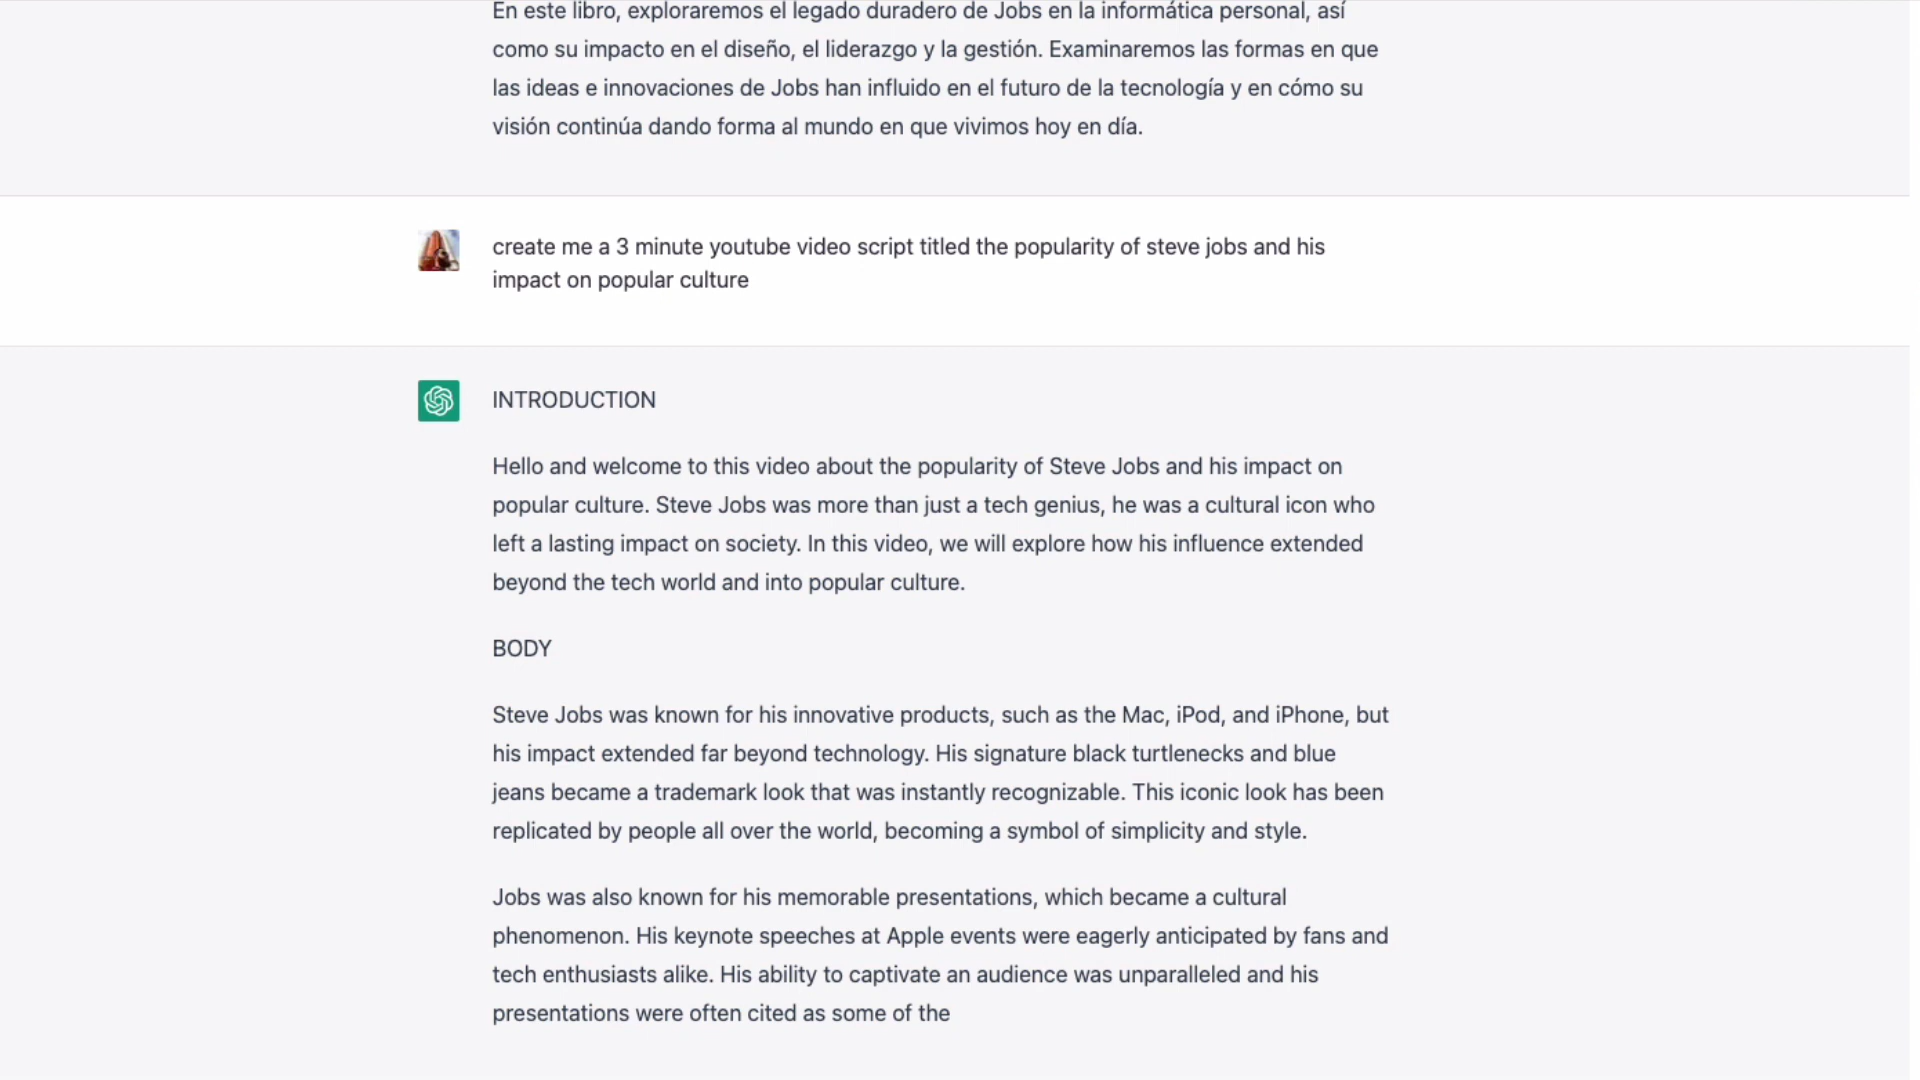 En este libro, exploraremos el legado duradero de Jobs en la informática personal, así
como su impacto en el diseño, el liderazgo y la gestión. Examinaremos las formas en que
las ideas e innovaciones de Jobs han influido en el futuro de la tecnología y en cómo su
visión continúa dando forma al mundo en que vivimos hoy en día.
create me a 3 minute youtube video script titled the popularity of steve jobs and his
impact on popular culture
INTRODUCTION
Hello and welcome to this video about the popularity of Steve Jobs and his impact on
popular culture. Steve Jobs was more than just a tech genius, he was a cultural icon who
left a lasting impact on society. In this video, we will explore how his influence extended
beyond the tech world and into popular culture.
BODY
Steve Jobs was known for his innovative products, such as the Mac, iPod, and iPhone, but
his impact extended far beyond technology. His signature black turtlenecks and blue
jeans became a trademark look that was instantly recognizable. This iconic look has been
replicated by people all over the world, becoming a symbol of simplicity and style.
Jobs was also known for his memorable presentations, which became a cultural
phenomenon. His keynote speeches at Apple events were eagerly anticipated by fans and
tech enthusiasts alike. His ability to captivate an audience was unparalleled and his
presentations were often cited as some of the